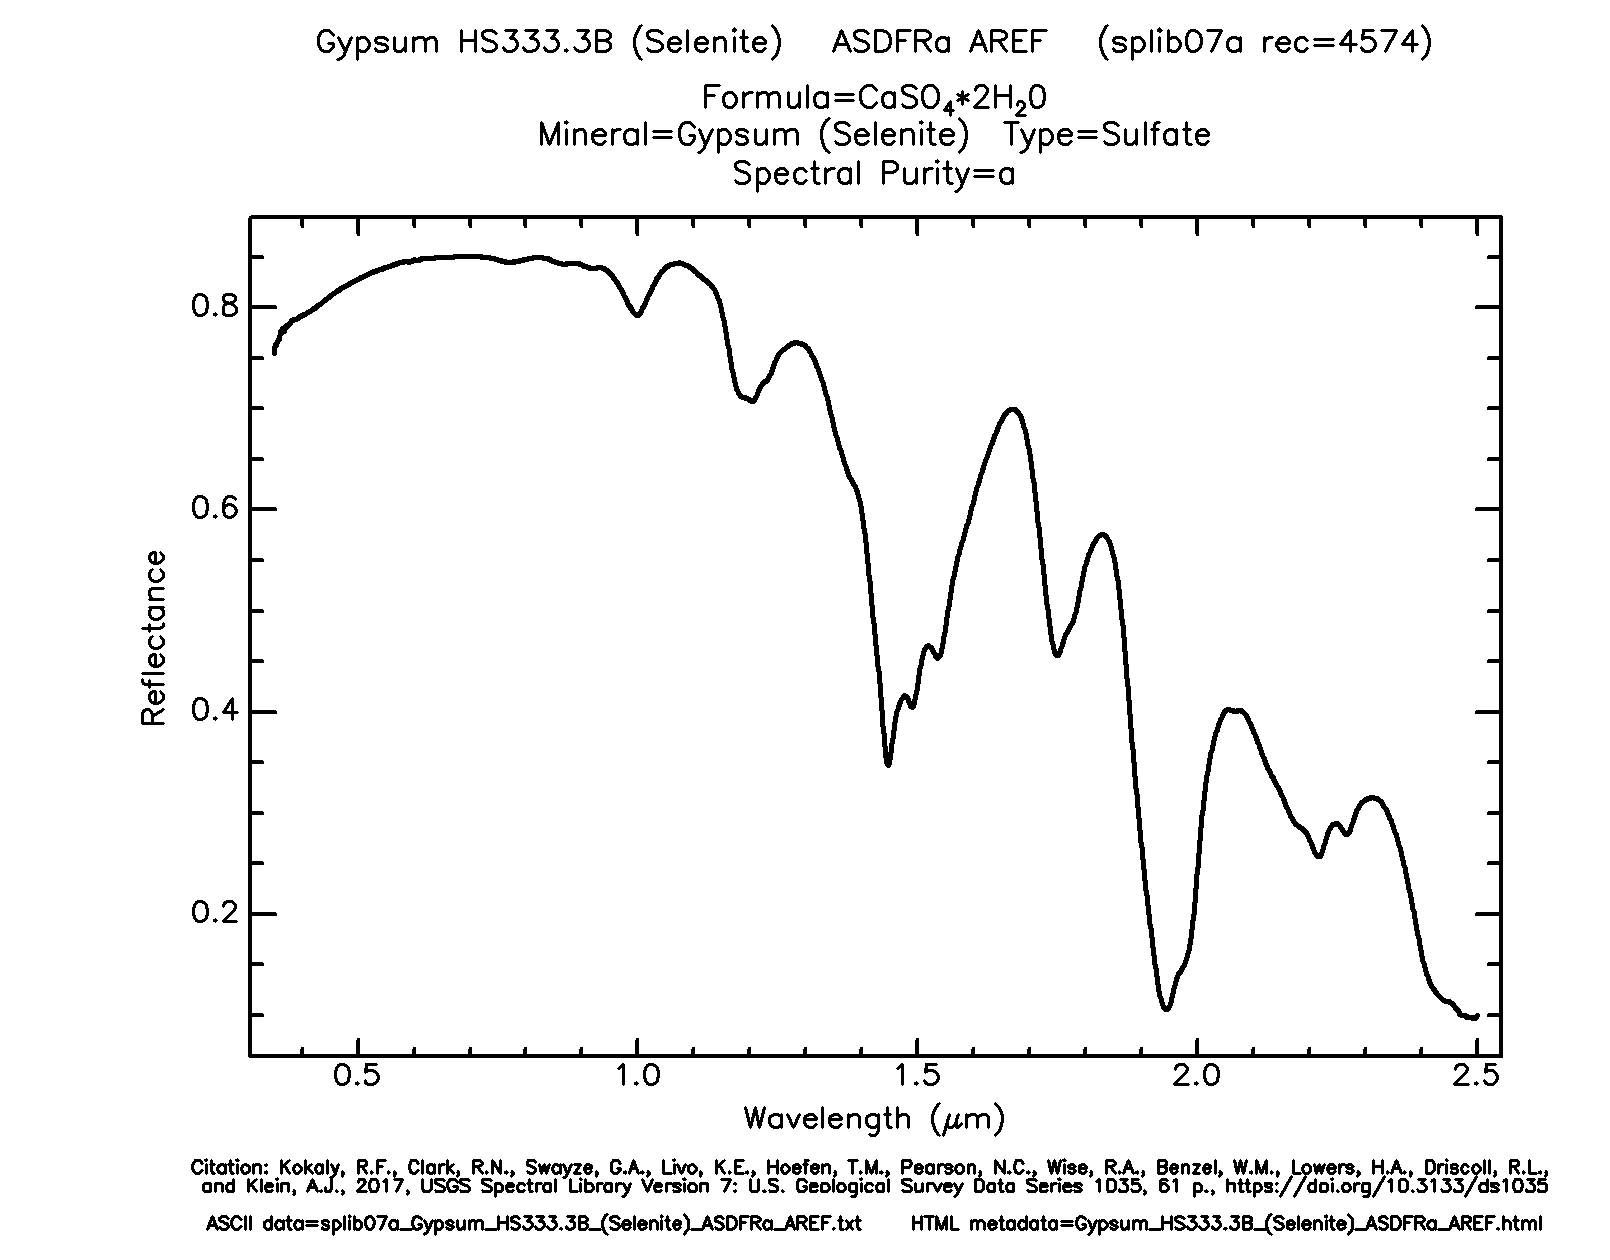 Gypsum HS333.3B (Selenite) ASDFRa AREF (splib07a rec=4574)
Formula=CaSO4*2H2O
Mineral=Gypsum (Selenite) Type=Sulfate
Spectral Purity=a
0.8
0.6
0.4
0.2
Reflectance
0.5 1.0 1.5 2.0 2.5
Wavelength (μm)
Citation: Kokaly, R.F., Clark, R.N., Swayze, G.A., Livo, K.E., Hoefen, T.M., Pearson, N.C., Wise, R.A., Benzel, W.M., Lowers, H.A., Driscoll, R.L.,
and Klein, A.J., 2017, USGS Spectral Library Version 7: U.S. Geological Survey Data Series 1035, 61 p., https://doi.org/10.3133/ds1035
ASCII data=splib07a_Gypsum_HS333.3B_(Selenite)_ASDFRa_AREF.txt HTML metadata=Gypsum_HS333.3B_(Selenite)_ASDFRa_AREF.html